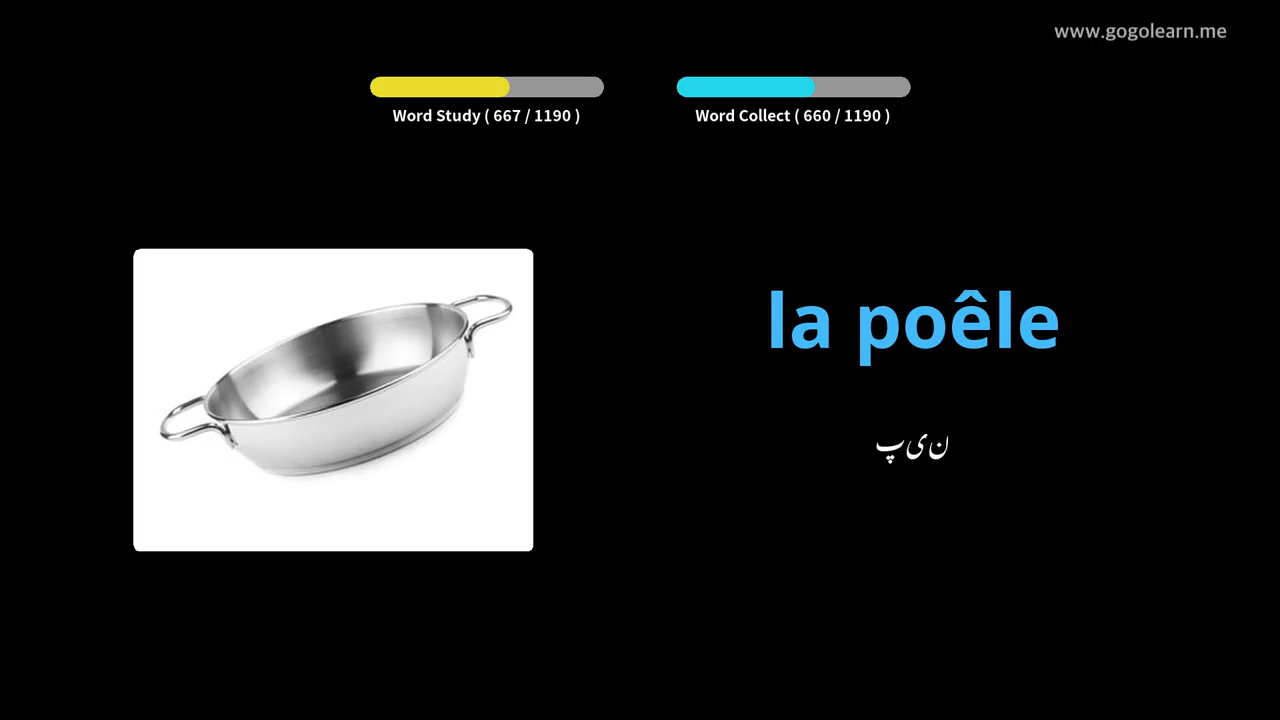 www.gogolearn.me
Word Study ( 667 / 1190 )
Word Collect ( 660 / 1190 )
la poêle
پین